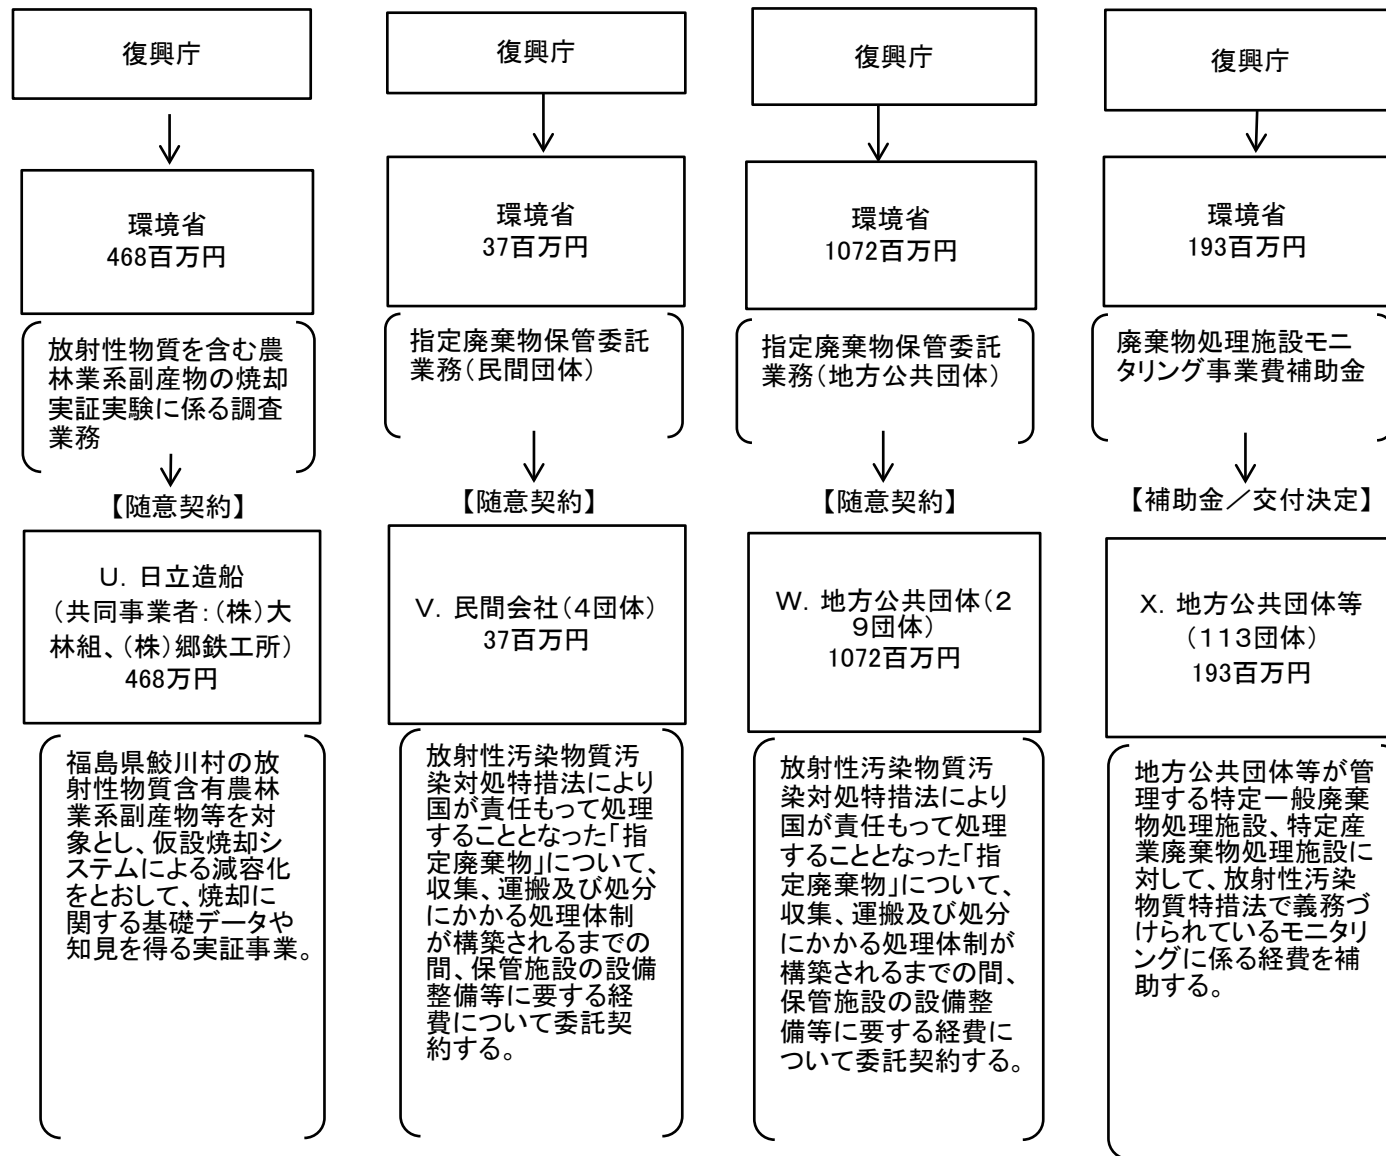 復興庁
環境省
468百万円
放射性物質を含む農
林業系副産物の焼却
実証実験に係る調査
業務
【随意契約】
U. 日立造船
(共同事業者:(株)大
林組、(株)郷鉄工所)
468万円
福島県鮫川村の放
射性物質含有農林
業系副産物等を対
象とし、仮設焼却シ
ステムによる減容化
をとおして、焼却に
関する基礎データや
知見を得る実証事業。
復興庁
環境省
37百万円
指定廃棄物保管委託
業務(民間団体)
【随意契約】
V. 民間会社(4団体)
37百万円
放射性汚染物質汚
染対処特措法により
国が責任もって処理
することとなった「指
定廃棄物」について、
収集、運搬及び処分
にかかる処理体制
が構築されるまでの
間、保管施設の設備
整備等に要する経
費について委託契
約する。
復興庁
環境省
1072百万円
指定廃棄物保管委託
業務(地方公共団体)
【随意契約】
W. 地方公共団体(2
9団体)
1072百万円
放射性汚染物質汚
染対処特措法により
国が責任もって処理
することとなった「指
定廃棄物」について、
収集、運搬及び処分
にかかる処理体制が
構築されるまでの間、
保管施設の設備整
備等に要する経費に
ついて委託契約する。
復興庁
環境省
193百万円
廃棄物処理施設モニ
タリング事業費補助金
【補助金/交付決定】
X. 地方公共団体等
(113団体)
193百万円
地方公共団体等が管
理する特定一般廃棄
物処理施設、特定産
業廃棄物処理施設に
対して、放射性汚染
物質特措法で義務づ
けられているモニタリ
ングに係る経費を補
助する。